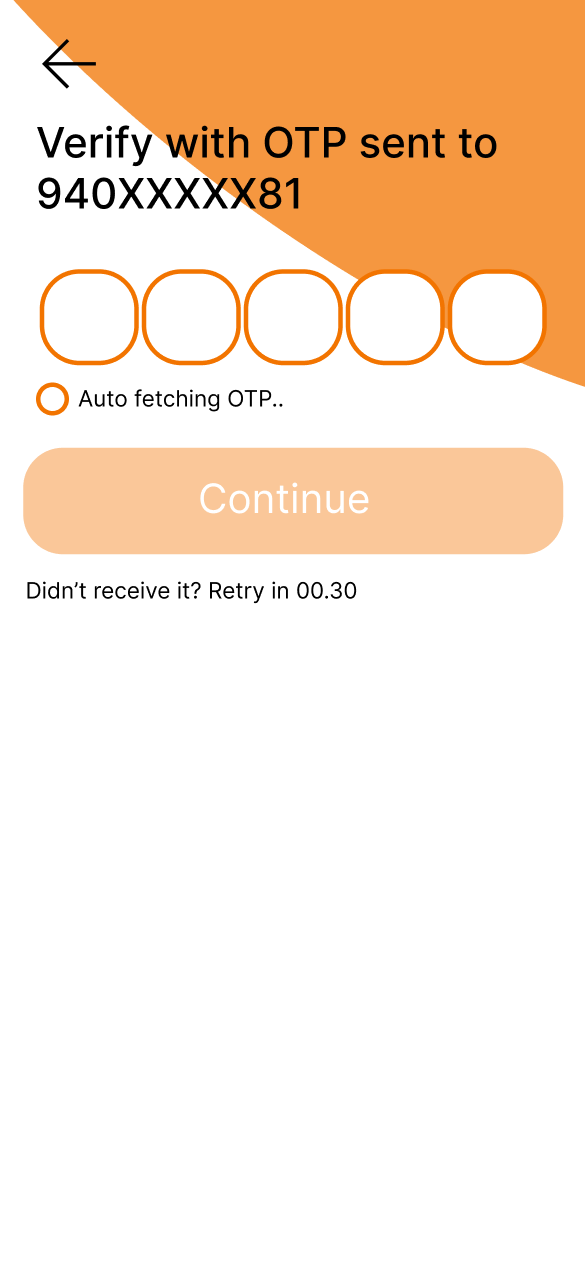 Verify with OTP sent to
940XXXXX81
Auto fetching OTP..
Continue
Didn’t receive it? Retry in 00.30